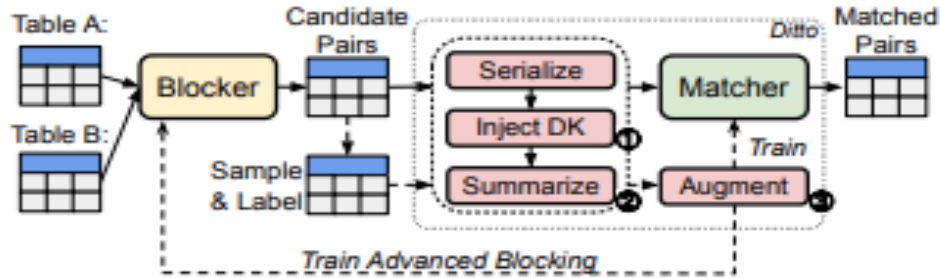 Table A:
Table B:
Blocker
Candidate
Pairs
Sample
& Label
Serialize
Inject DK
①
Summarize
②
Ditto
Matcher
Train
Augment
③
Matched
Pairs
Train Advanced Blocking